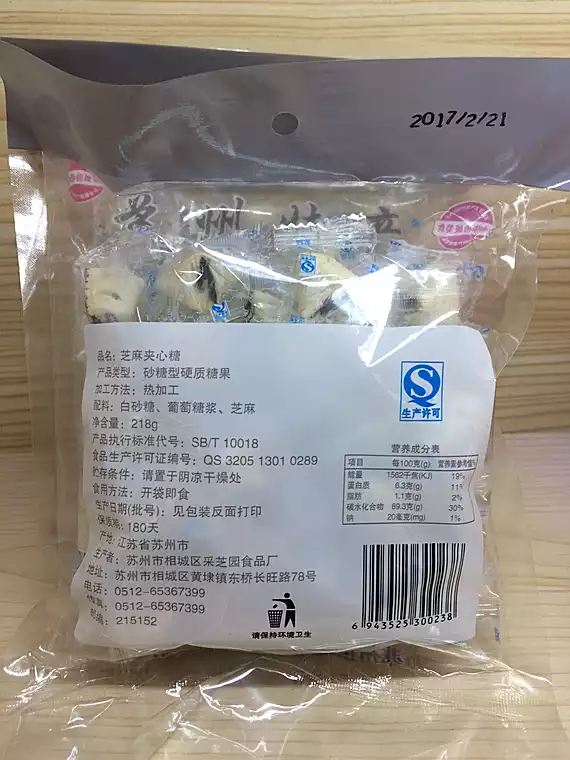 2017/2/21
品名：芝麻夹心糖
产品类型：砂糖型硬质糖果
加工方法：热加工
配料：白砂糖、葡萄糖浆、芝麻
净含量：218g
产品执行标准代号：SB/T 10018
食品生产许可证编号：QS 3205 1301 0289
贮存条件：请置于阴凉干燥处
食用方法：开袋即食
生产日期(批号)：见包装反面打印
保质期：180天
产地：江苏省苏州市
生产者：苏州市相城区采芝园食品厂
地址：苏州市相城区黄埭镇东桥长旺路78号
电话：0512-65367399
传真：0512-65367399
邮编：215152
生产许可
营养成分表
项目 每100克(g) 营养素参考值%
能量 1562千焦(KJ) 19%
蛋白质 6.3克(g) 11%
脂肪 1.1克(g) 2%
碳水化合物 89.3克(g) 30%
钠 20毫克(mg) 1%
请保持环境卫生
6 943525 300238